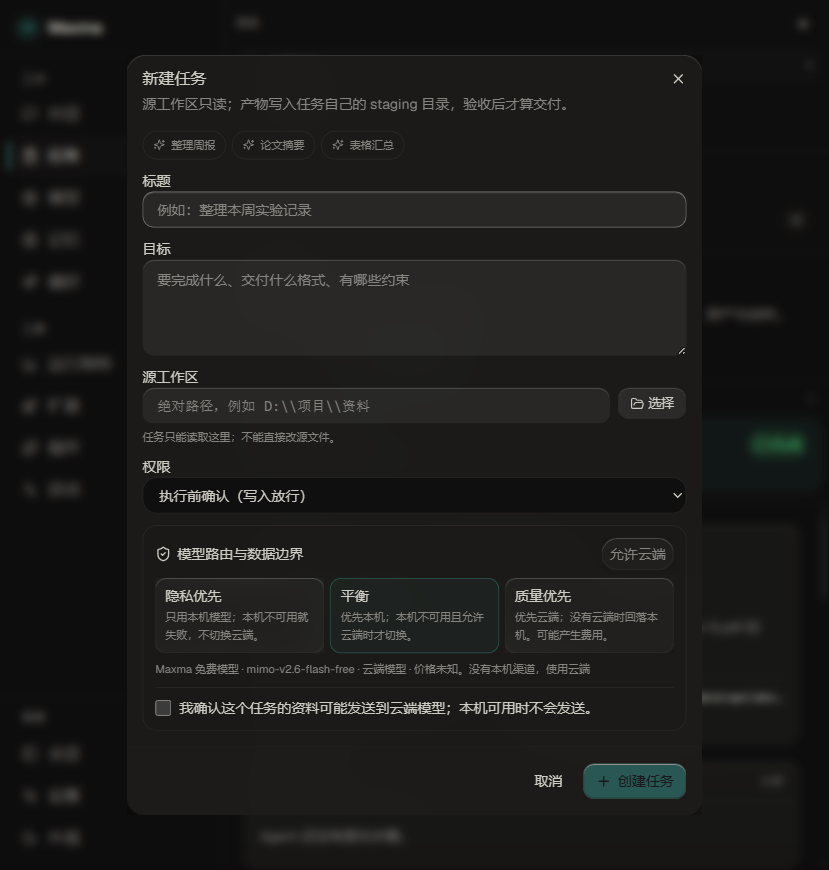 Maxma
新建任务
源工作区只读；产物写入任务自己的 staging 目录，验收后才算交付。
整理周报
论文摘要
表格汇总
标题
例如：整理本周实验记录
目标
要完成什么、交付什么格式、有哪些约束
源工作区
绝对路径，例如 D:\\项目\\资料
选择
任务只能读取这里；不能直接改源文件。
权限
执行前确认（写入放行）
模型路由与数据边界
允许云端
隐私优先
只用本机模型；本机不可用就
失败，不切换云端。
平衡
优先本机；本机不可用且允许
云端时才切换。
质量优先
优先云端；没有云端时回落本
机。可能产生费用。
Maxma 免费模型 · mimo-v2.6-flash-free · 云端模型 · 价格未知。没有本机渠道，使用云端
我确认这个任务的资料可能发送到云端模型；本机可用时不会发送。
取消
创建任务